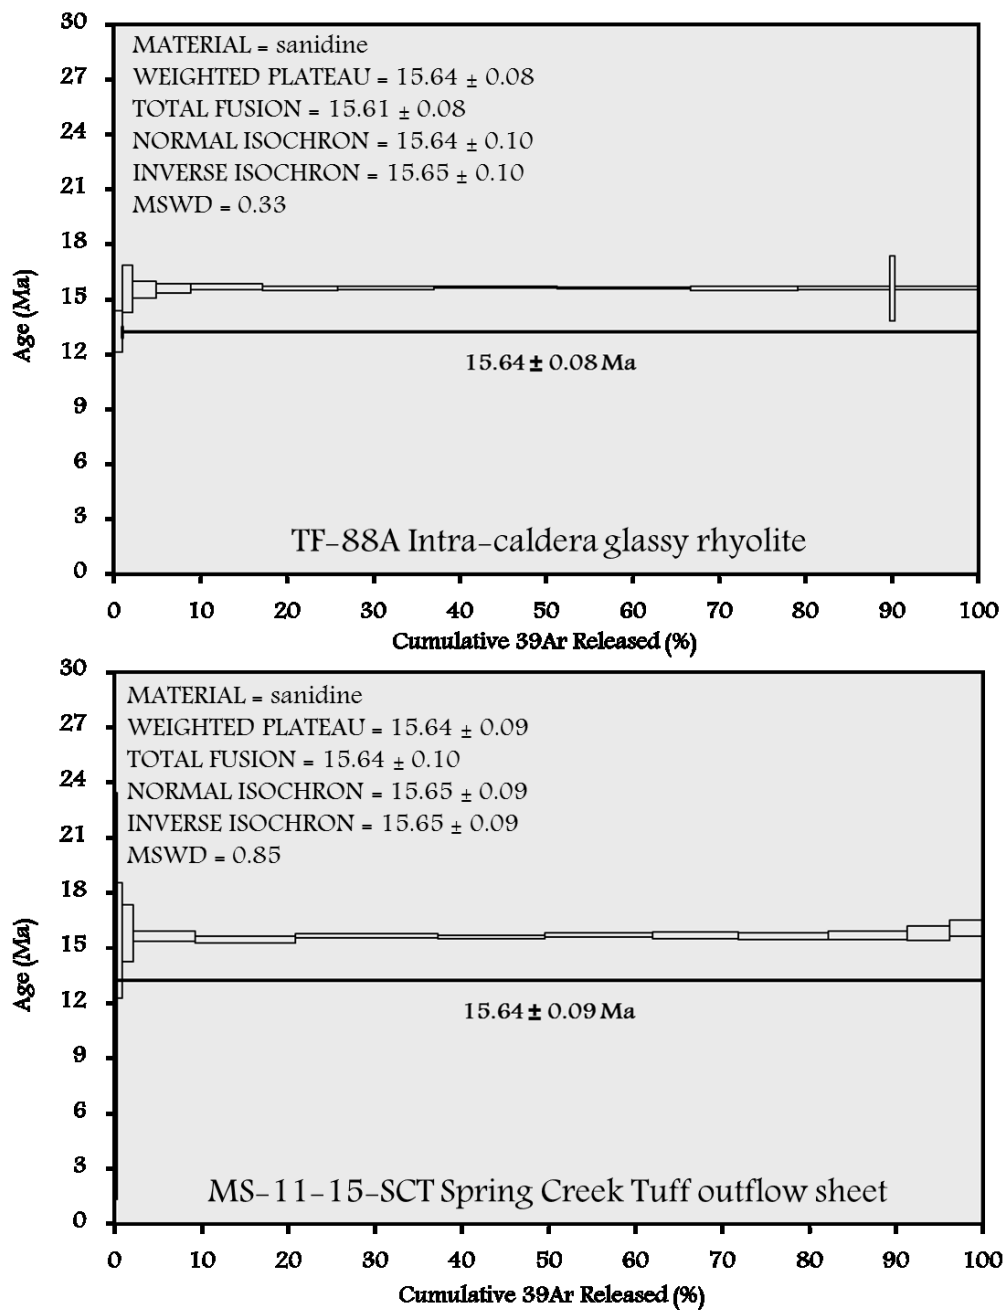 30
MATERIAL = sanidine
27
WEIGHTED PLATEAU = 15.64 ± 0.08
TOTAL FUSION = 15.61 ± 0.08
24
NORMAL ISOCHRON = 15.64 ± 0.10
INVERSE ISOCHRON = 15.65 ± 0.10
21
MSWD = 0.33
18
15
12
9
6
3
0
Age (Ma)
15.64 ± 0.08 Ma
TF-88A Intra-caldera glassy rhyolite
0 10 20 30 40 50 60 70 80 90 100
Cumulative 39Ar Released (%)
30
MATERIAL = sanidine
27
WEIGHTED PLATEAU = 15.64 ± 0.09
TOTAL FUSION = 15.64 ± 0.10
24
NORMAL ISOCHRON = 15.65 ± 0.09
INVERSE ISOCHRON = 15.65 ± 0.09
21
MSWD = 0.85
18
15
12
9
6
3
0
Age (Ma)
15.64 ± 0.09 Ma
MS-11-15-SCT Spring Creek Tuff outflow sheet
0 10 20 30 40 50 60 70 80 90 100
Cumulative 39Ar Released (%)